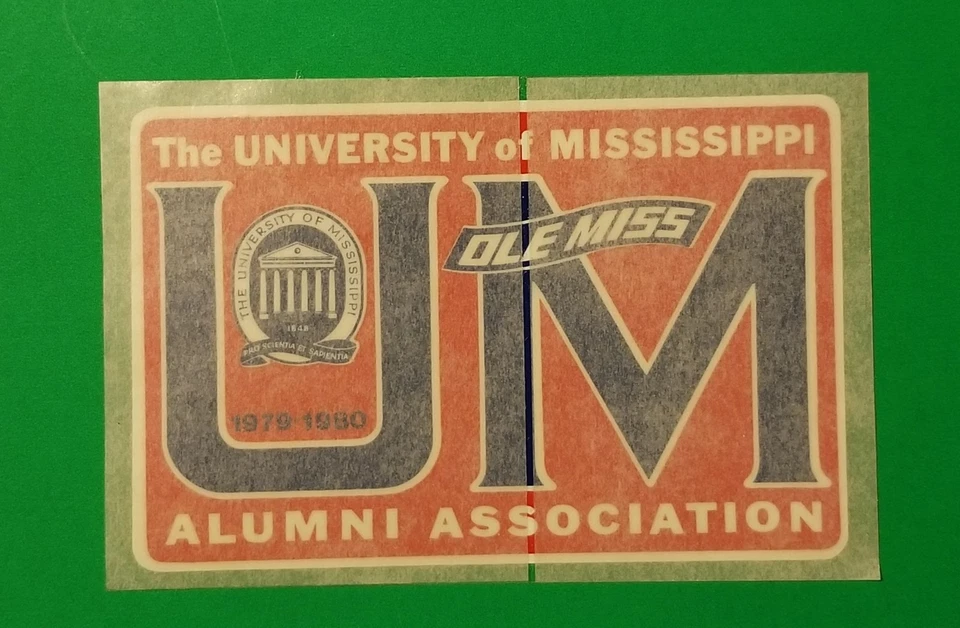 The UNIVERSITY of MISSISSIPPI
UM
OLE MISS
THE UNIVERSITY OF MISSISSIPPI
1848
PRO SCIENTIA ET SAPIENTIA
1979-1980
ALUMNI ASSOCIATION